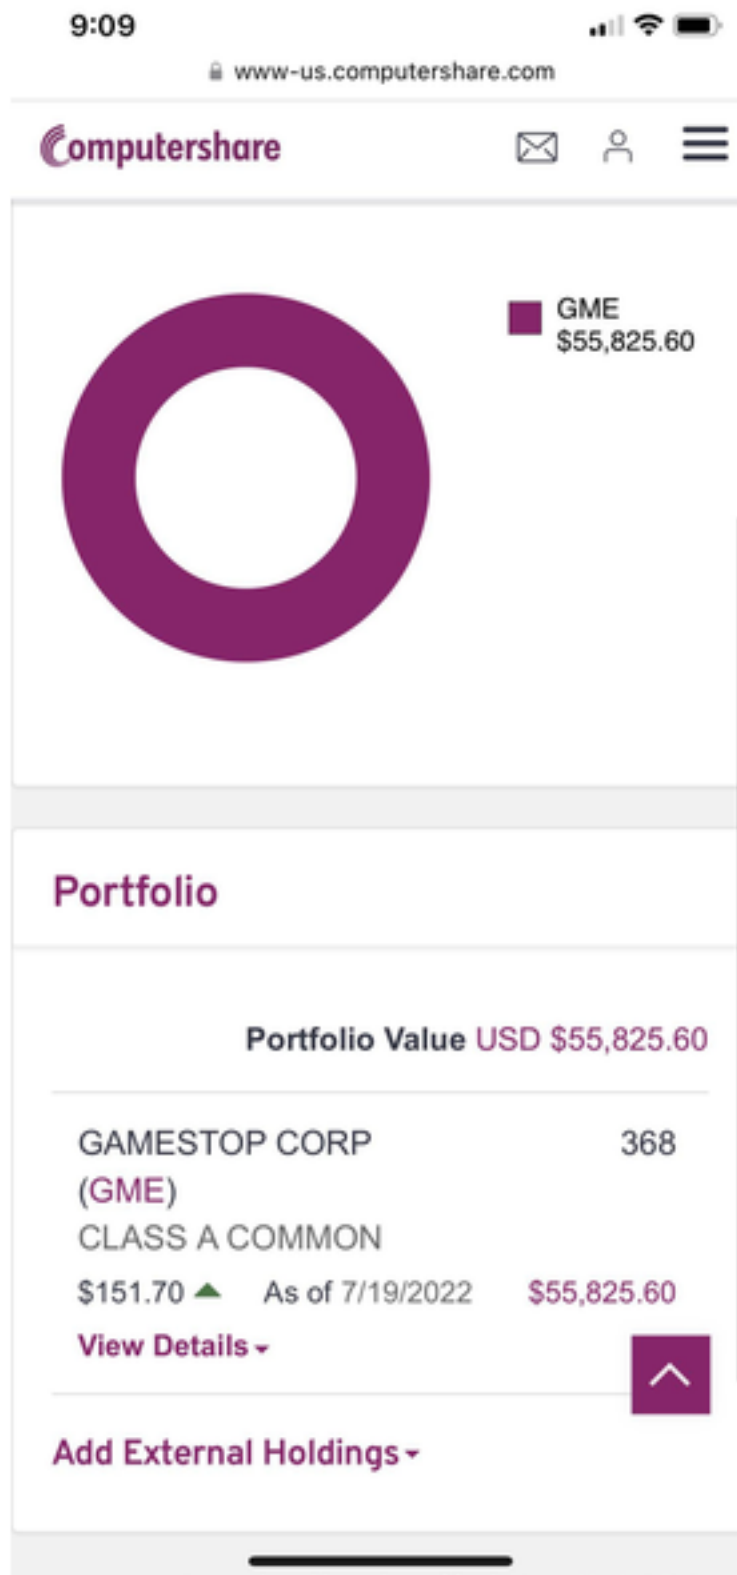 9:09
www-us.computershare.com
Computershare
GME
$55,825.60
Portfolio
Portfolio Value USD $55,825.60
GAMESTOP CORP 368
(GME)
CLASS A COMMON
$151.70 As of 7/19/2022 $55,825.60
View Details
Add External Holdings